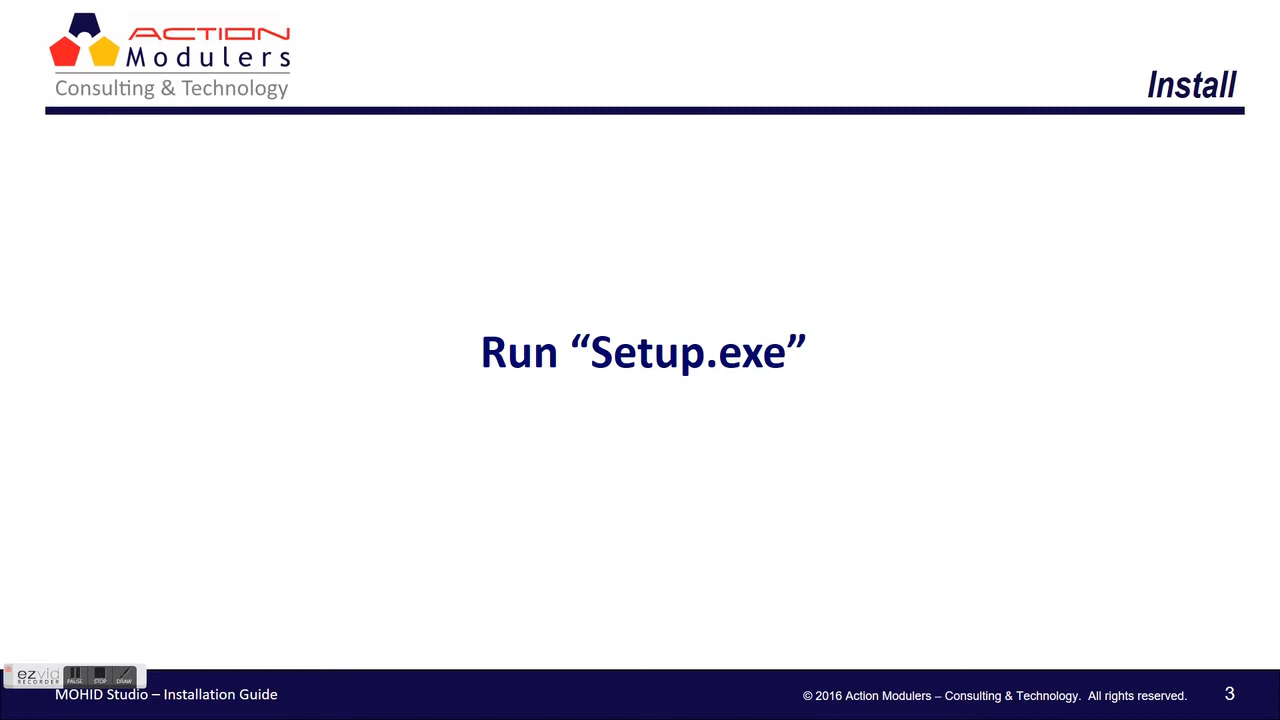 ACTION
Modulers
Consulting & Technology
Install
Run “Setup.exe”
ezvid
RECORDER
PAUSE
STOP
DRAW
MOHID Studio – Installation Guide
© 2016 Action Modulers – Consulting & Technology. All rights reserved.
3